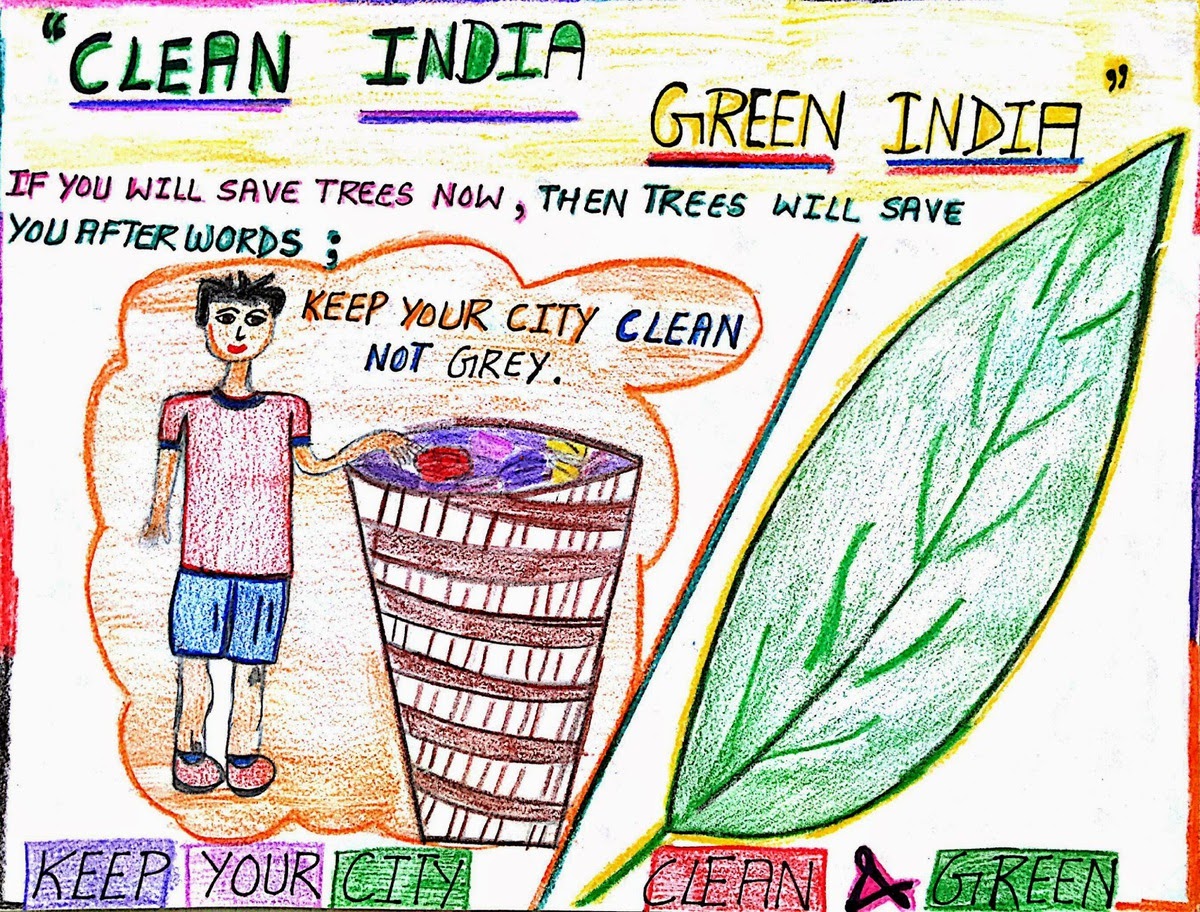 “CLEAN INDIA
GREEN INDIA”
IF YOU WILL SAVE TREES NOW, THEN TREES WILL SAVE
YOU AFTER WORDS ;
KEEP YOUR CITY CLEAN
NOT GREY.
KEEP YOUR CITY CLEAN & GREEN